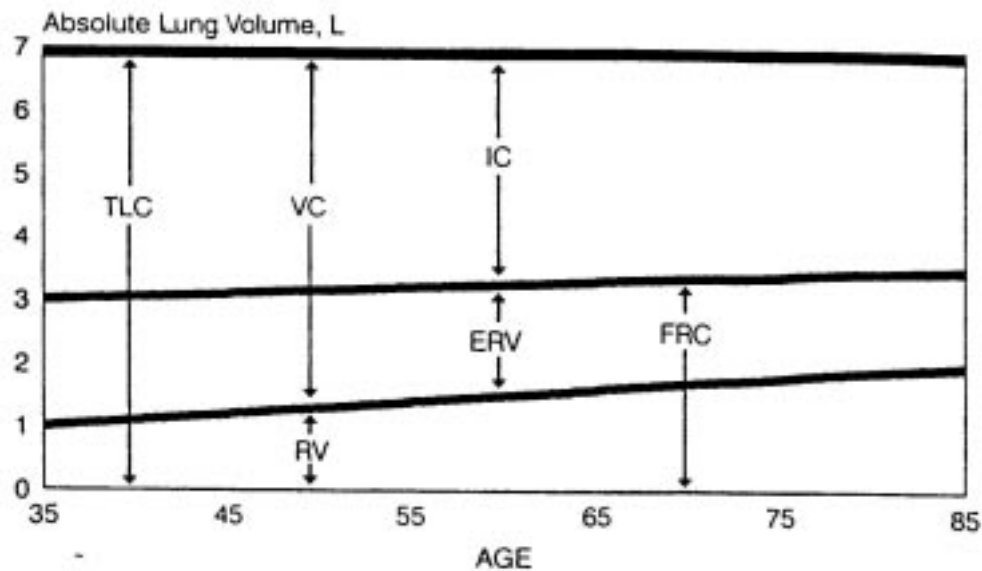 Absolute Lung Volume, L
7
6
5
4
3
2
1
0
TLC
VC
IC
ERV
FRC
RV
35 45 55 65 75 85
AGE